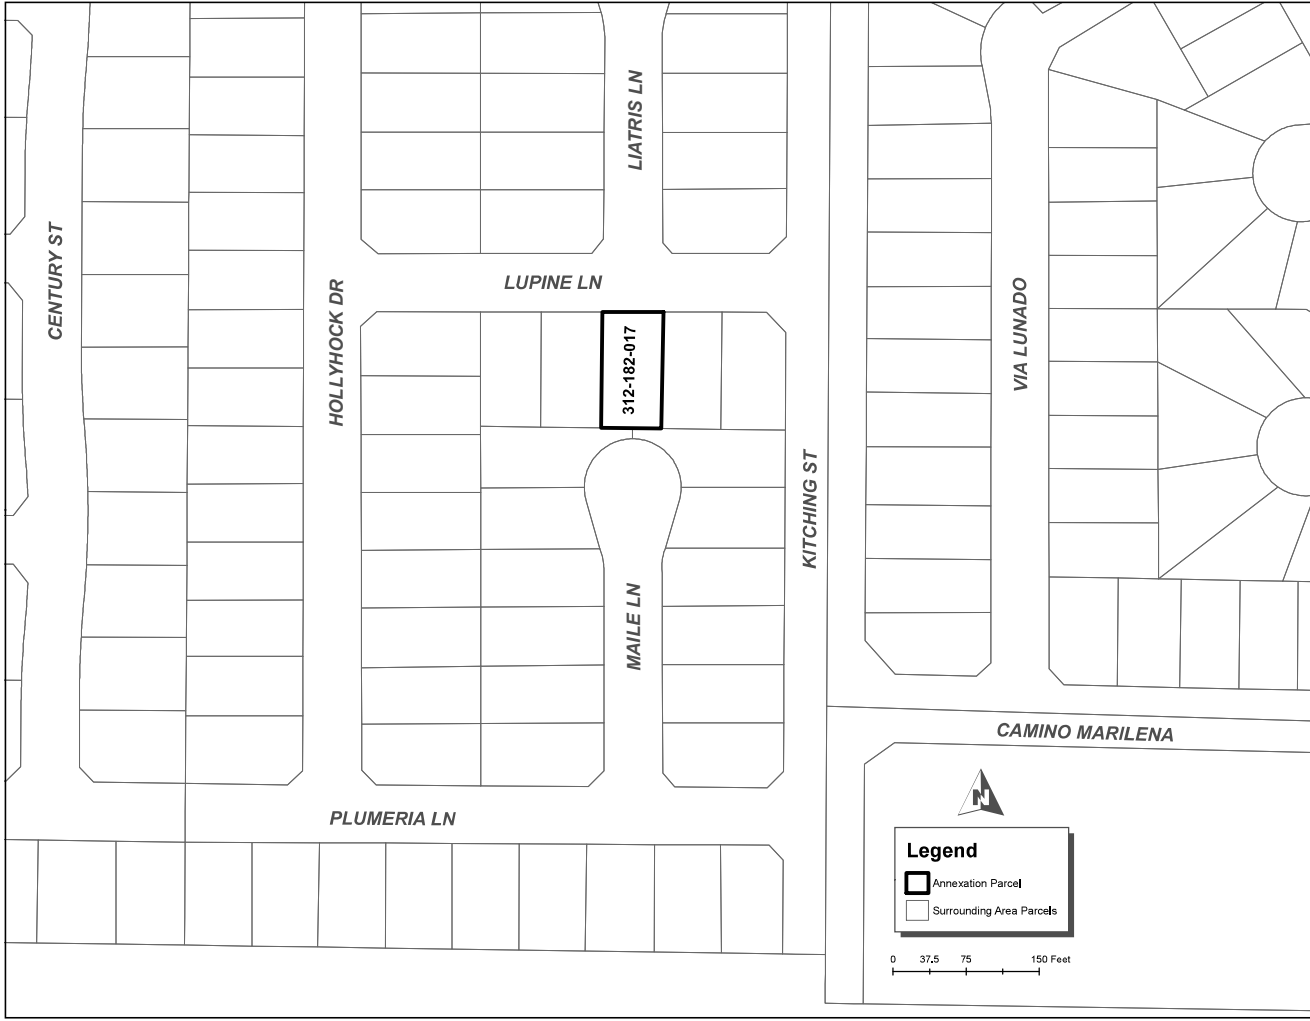 LIATRIS LN
CENTURY ST
LUPINE LN
HOLLYHOCK DR
312-182-017
VIA LUNADO
KITCHING ST
MAILE LN
CAMINO MARILENA
N
PLUMERIA LN
Legend
Annexation Parcel
Surrounding Area Parcels
0 37.5 75 150 Feet